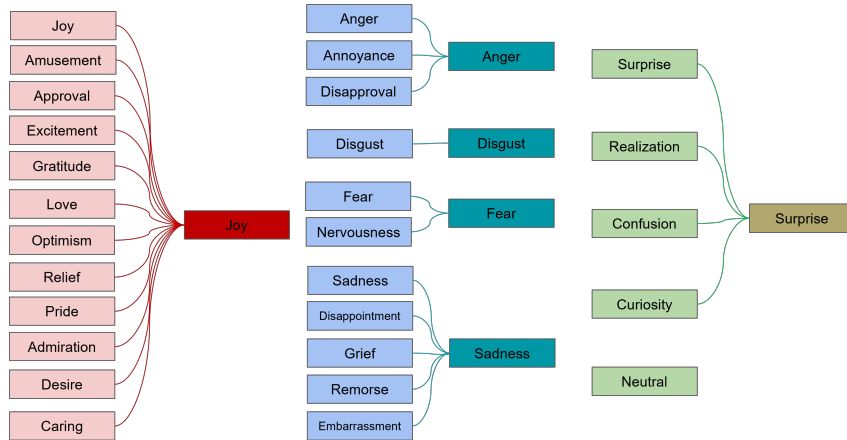 Joy
Amusement
Approval
Excitement
Gratitude
Love
Optimism
Relief
Pride
Admiration
Desire
Caring
Joy
Anger
Annoyance
Disapproval
Anger
Disgust
Disgust
Fear
Nervousness
Fear
Sadness
Disappointment
Grief
Remorse
Embarrassment
Sadness
Surprise
Realization
Confusion
Curiosity
Surprise
Neutral